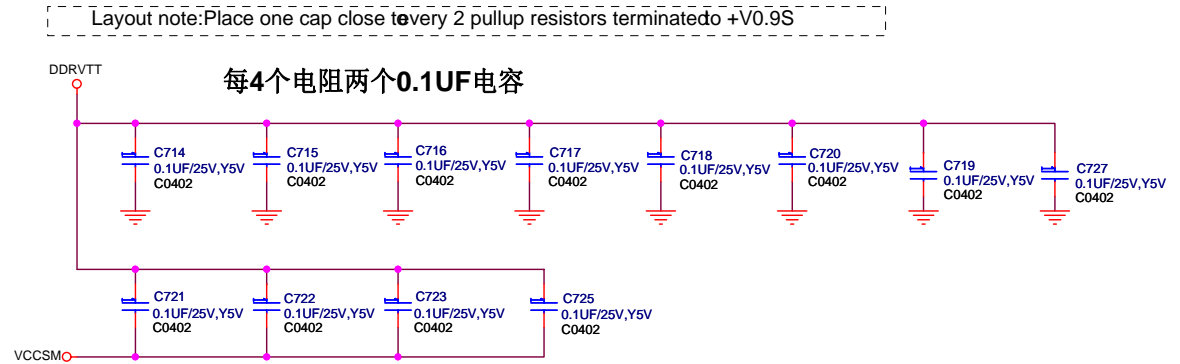 Layout note:Place one cap close to every 2 pullup resistors terminated to +V0.9S
DDRVTT
每4个电阻两个0.1UF电容
C714
0.1UF/25V,Y5V
C0402
C715
0.1UF/25V,Y5V
C0402
C716
0.1UF/25V,Y5V
C0402
C717
0.1UF/25V,Y5V
C0402
C718
0.1UF/25V,Y5V
C0402
C720
0.1UF/25V,Y5V
C0402
C719
0.1UF/25V,Y5V
C0402
C727
0.1UF/25V,Y5V
C0402
C721
0.1UF/25V,Y5V
C0402
C722
0.1UF/25V,Y5V
C0402
C723
0.1UF/25V,Y5V
C0402
C725
0.1UF/25V,Y5V
C0402
VCCSM